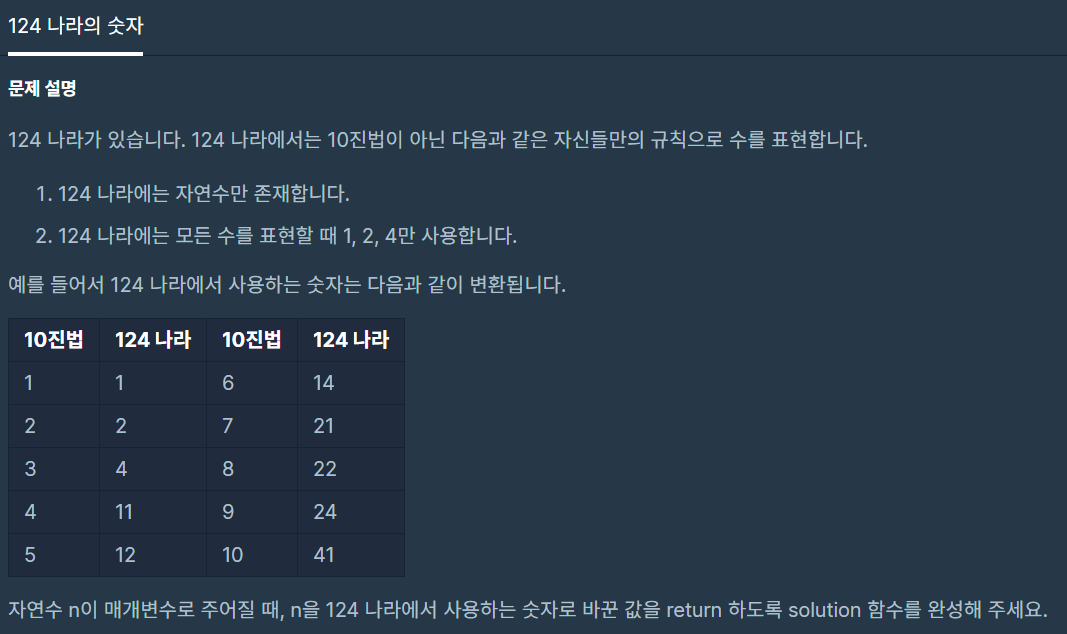 124 나라의 숫자
문제 설명
124 나라가 있습니다. 124 나라에서는 10진법이 아닌 다음과 같은 자신들만의 규칙으로 수를 표현합니다.
1. 124 나라에는 자연수만 존재합니다.
2. 124 나라에는 모든 수를 표현할 때 1, 2, 4만 사용합니다.
예를 들어서 124 나라에서 사용하는 숫자는 다음과 같이 변환됩니다.
10진법 124 나라 10진법 124 나라
1 1 6 14
2 2 7 21
3 4 8 22
4 11 9 24
5 12 10 41
자연수 n이 매개변수로 주어질 때, n을 124 나라에서 사용하는 숫자로 바꾼 값을 return 하도록 solution 함수를 완성해 주세요.